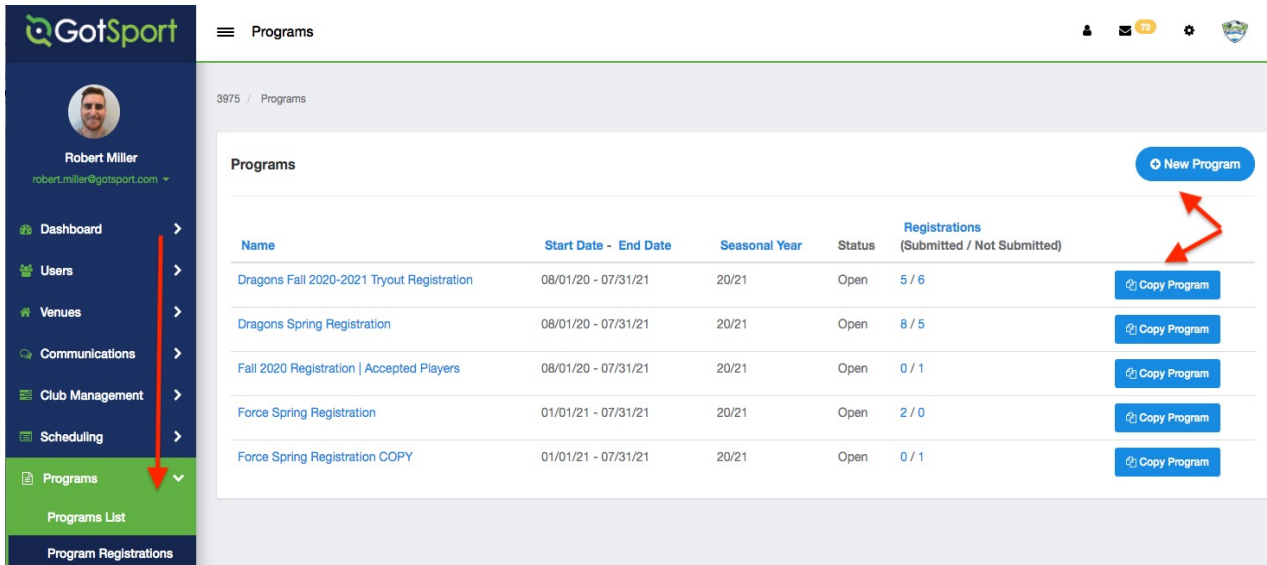 GotSport
Programs
73
Robert Miller
robert.miller@gotsport.com
Dashboard
Users
Venues
Communications
Club Management
Scheduling
Programs
Programs List
Program Registrations
3975 / Programs
Programs
New Program
Name Start Date - End Date Seasonal Year Status Registrations
(Submitted / Not Submitted)
Dragons Fall 2020-2021 Tryout Registration 08/01/20 - 07/31/21 20/21 Open 5 / 6 Copy Program
Dragons Spring Registration 08/01/20 - 07/31/21 20/21 Open 8 / 5 Copy Program
Fall 2020 Registration | Accepted Players 08/01/20 - 07/31/21 20/21 Open 0 / 1 Copy Program
Force Spring Registration 01/01/21 - 07/31/21 20/21 Open 2 / 0 Copy Program
Force Spring Registration COPY 01/01/21 - 07/31/21 20/21 Open 0 / 1 Copy Program